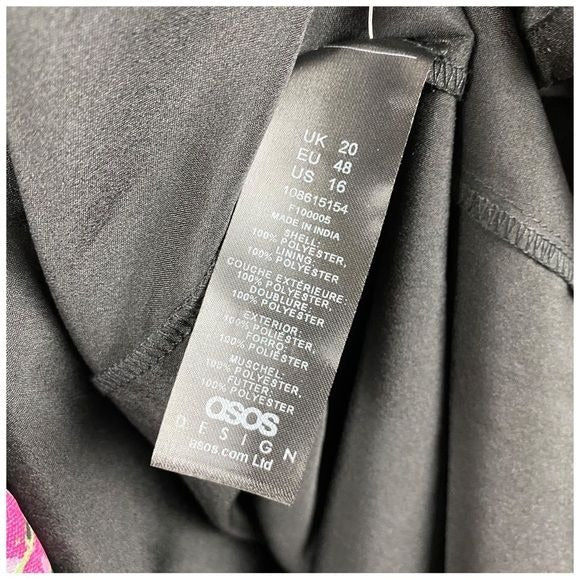 UK 20
EU 48
US 16
108615154
F100005
MADE IN INDIA
SHELL:
100% POLYESTER,
LINING:
100% POLYESTER.
COUCHE EXTÉRIEURE:
100% POLYESTER,
DOUBLURE:
100% POLYESTER
EXTERIOR:
100% POLIÉSTER,
FORRO:
100% POLIÉSTER.
MUSCHEL:
100% POLYESTER,
FUTTER:
100% POLYESTER
asos
DESIGN
asos.com Ltd